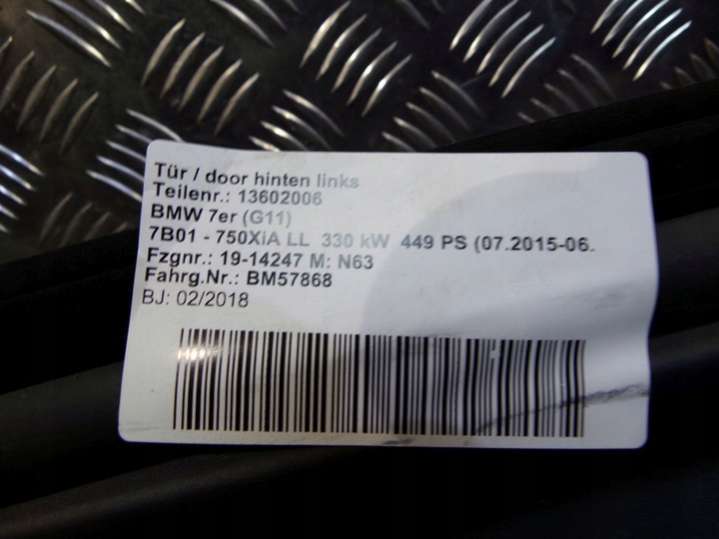 Tür / door hinten links
Teilenr.: 13602006
BMW 7er (G11)
7B01 - 750XiA LL 330 kW 449 PS (07.2015-06.
Fzgnr.: 19-14247 M: N63
Fahrg.Nr.: BM57868
BJ: 02/2018